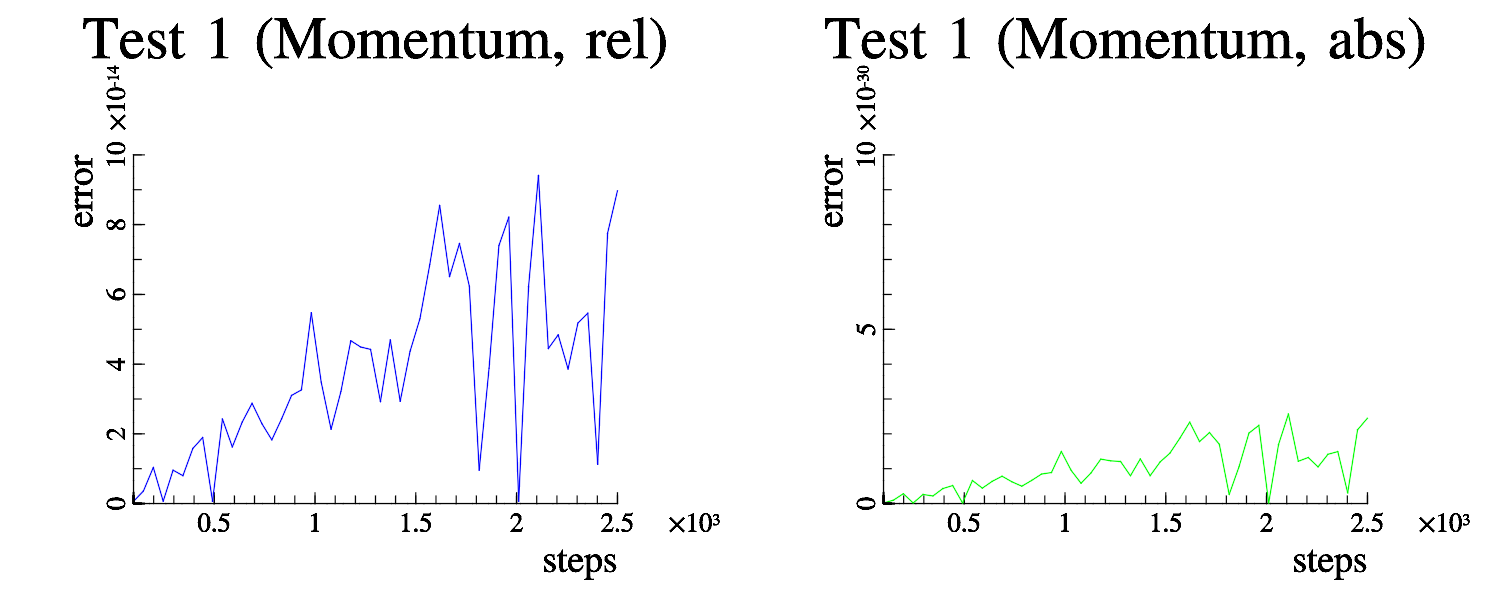 Test 1 (Momentum, rel)
error
10 ×10⁻¹⁴
8
6
4
2
0
0.5 1 1.5 2 2.5 ×10³
steps
Test 1 (Momentum, abs)
error
10 ×10⁻³⁰
5
0
0.5 1 1.5 2 2.5 ×10³
steps